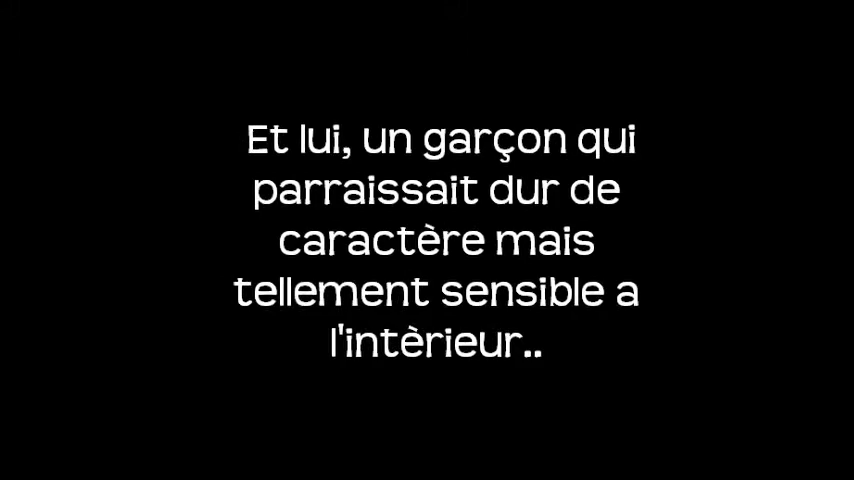 Et lui, un garçon qui
parraissait dur de
caractère mais
tellement sensible a
l'intèrieur..